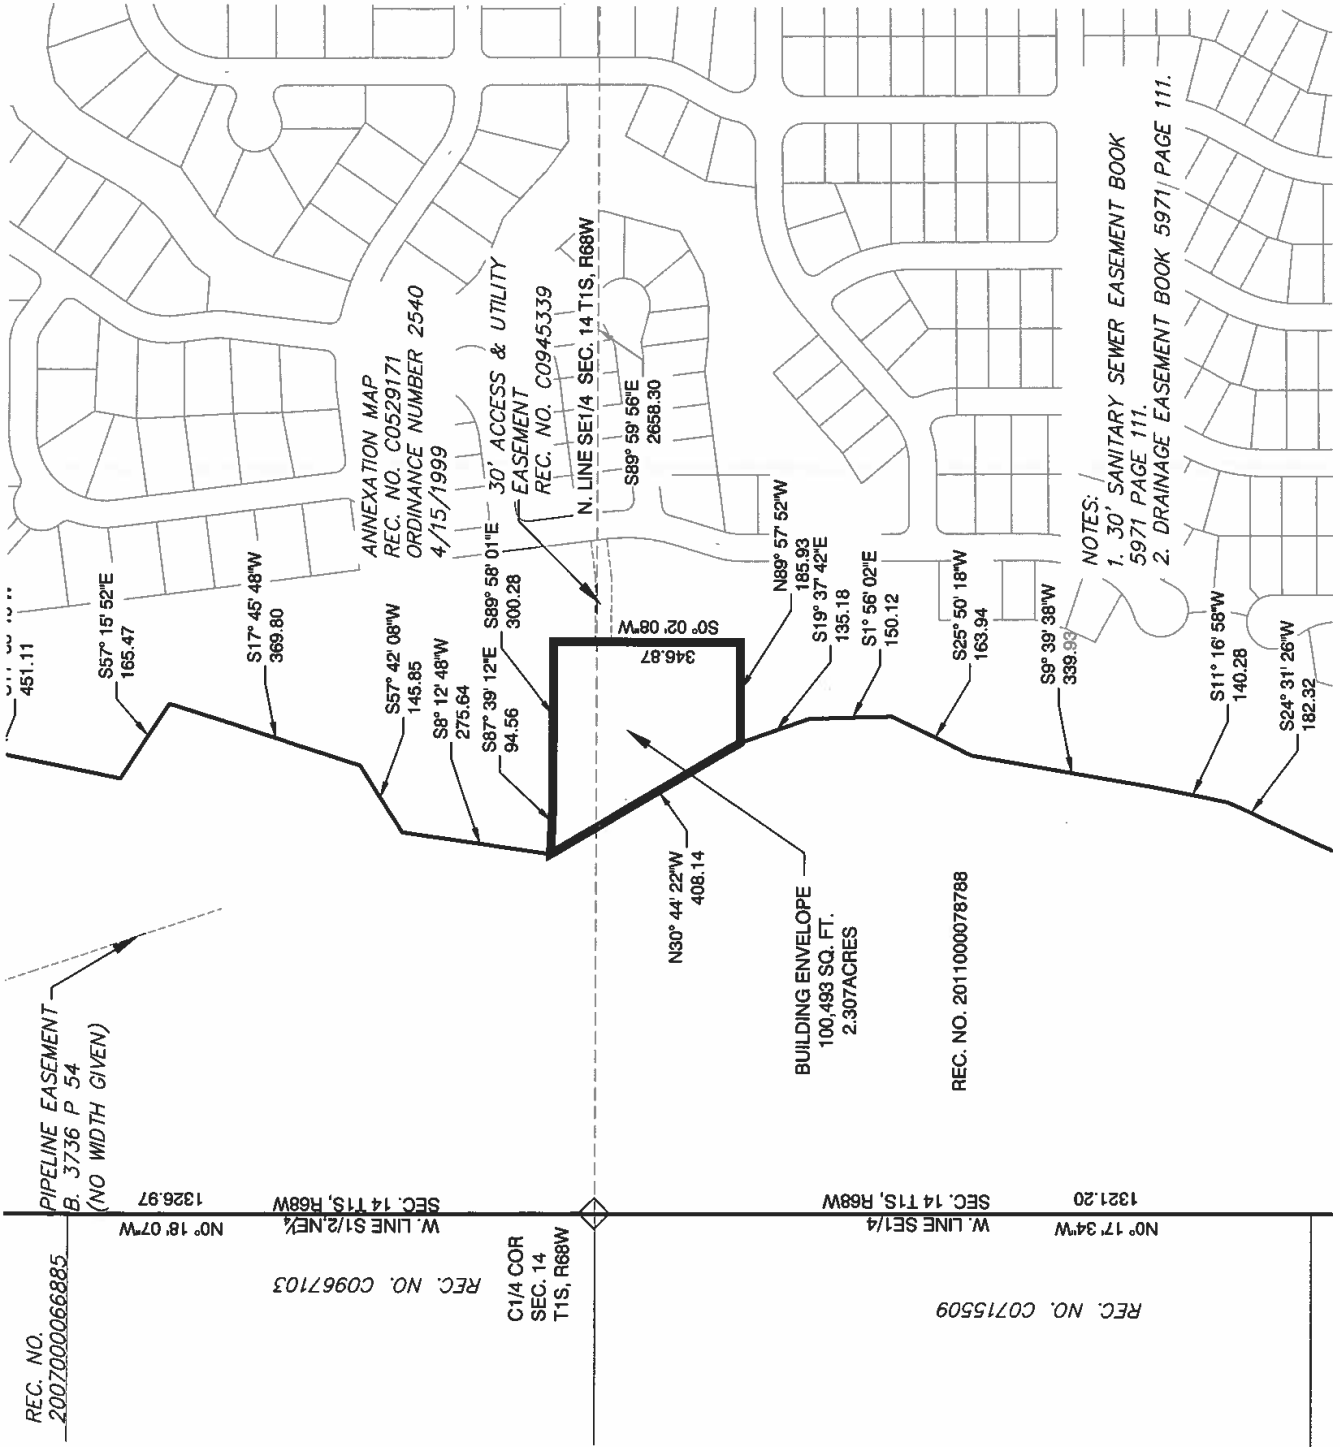 REC. NO.
2007000066885
PIPELINE EASEMENT
B. 3736 P 54
(NO WIDTH GIVEN)
451.11
S57° 15' 52"E
165.47
S17° 45' 48"W
369.80
ANNEXATION MAP
REC. NO. C0529171
ORDINANCE NUMBER 2540
4/15/1999
S57° 42' 08"W
145.85
S8° 12' 48"W
275.64
S87° 39' 12"E
94.56
S89° 58' 01"E
300.28
30' ACCESS & UTILITY
EASEMENT
REC. NO. C0945339
N. LINE SE1/4 SEC. 14 T1S, R68W
S89° 59' 56"E
2658.30
S0° 02' 08"W
346.87
N89° 57' 52"W
185.93
S19° 37' 42"E
135.18
S1° 56' 02"E
150.12
S25° 50' 18"W
163.94
S9° 39' 38"W
339.93
S11° 16' 58"W
140.28
S24° 31' 26"W
182.32
N30° 44' 22"W
408.14
BUILDING ENVELOPE
100,493 SQ. FT.
2.307ACRES
REC. NO. 2011000078788
NOTES:
1. 30' SANITARY SEWER EASEMENT BOOK
5971 PAGE 111.
2. DRAINAGE EASEMENT BOOK 5971 PAGE 111.
N0° 18' 07"W
1326.97
W. LINE S1/2,NE¼
SEC. 14 T1S, R68W
REC. NO. C0967103
C1/4 COR
SEC. 14
T1S, R68W
W. LINE SE1/4
SEC. 14 T1S, R68W
N0° 17' 34"W
1321.20
REC. NO. C0715509